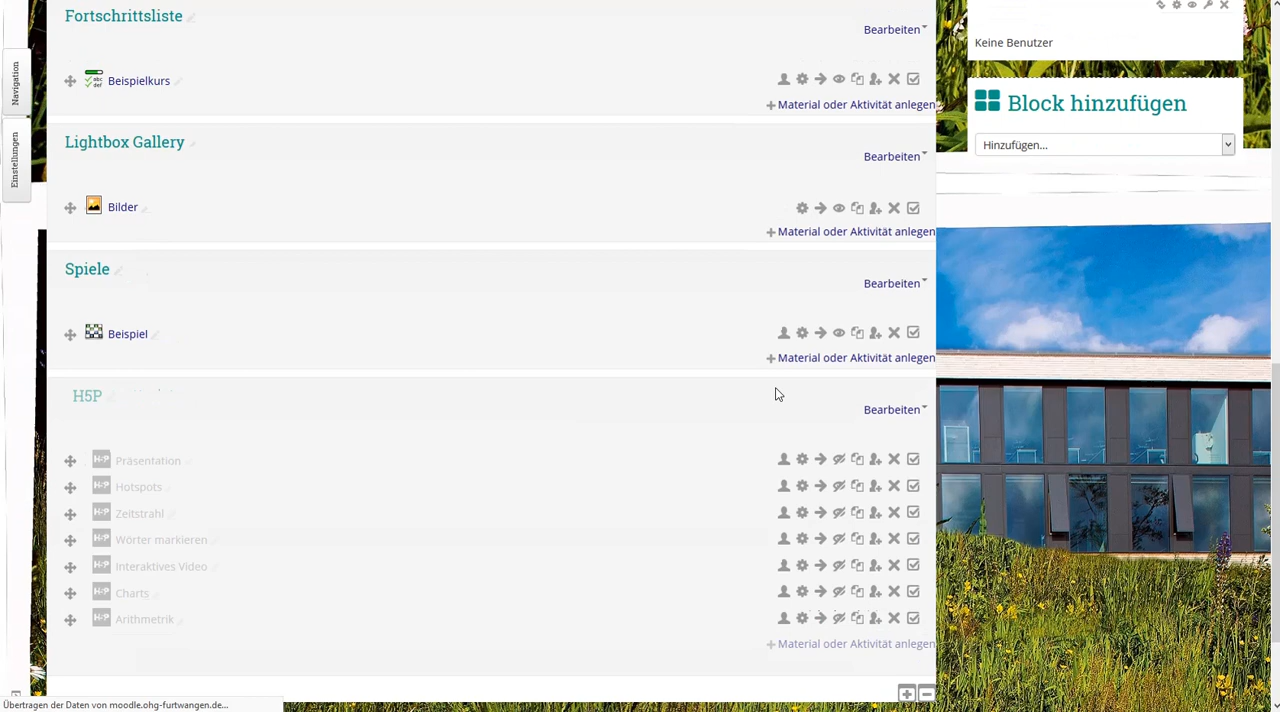 Fortschrittsliste
Bearbeiten
Beispielkurs
Material oder Aktivität anlegen
Lightbox Gallery
Bearbeiten
Bilder
Material oder Aktivität anlegen
Spiele
Bearbeiten
Beispiel
Material oder Aktivität anlegen
H5P
Bearbeiten
H-P Präsentation
H-P Hotspots
H-P Zeitstrahl
H-P Wörter markieren
H-P Interaktives Video
H-P Charts
H-P Arithmetrik
Material oder Aktivität anlegen
Navigation
Einstellungen
Keine Benutzer
Block hinzufügen
Hinzufügen...
Übertragen der Daten von moodle.ohg-furtwangen.de...